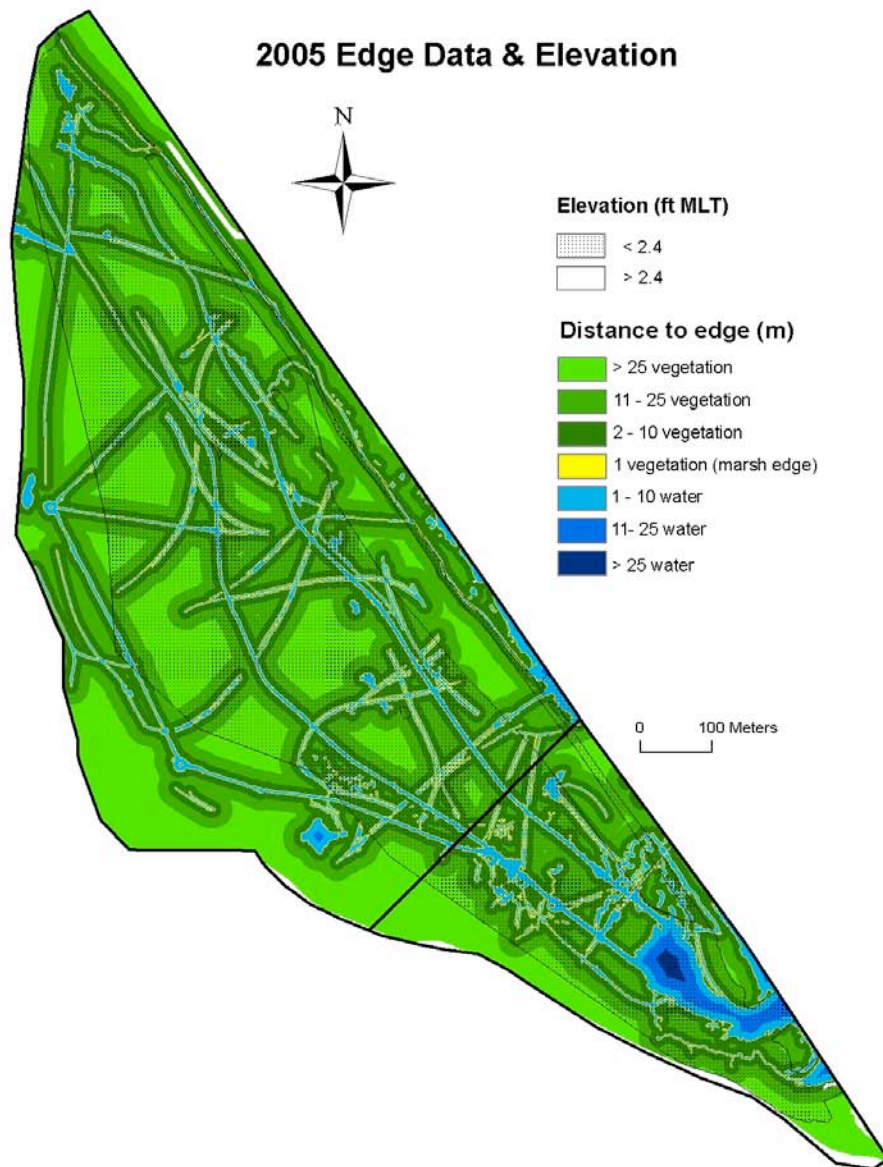 2005 Edge Data & Elevation
N
Elevation (ft MLT)
< 2.4
> 2.4
Distance to edge (m)
> 25 vegetation
11 - 25 vegetation
2 - 10 vegetation
1 vegetation (marsh edge)
1 - 10 water
11- 25 water
> 25 water
0 100 Meters